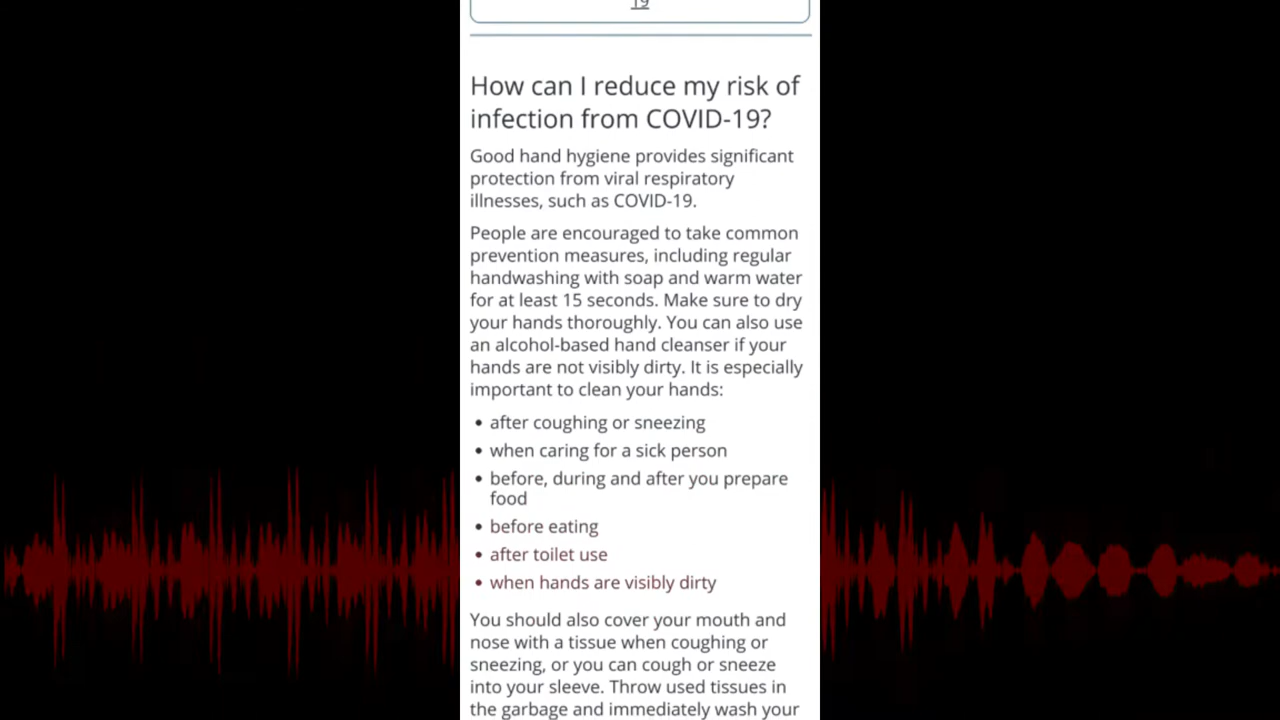 19
How can I reduce my risk of
infection from COVID-19?
Good hand hygiene provides significant
protection from viral respiratory
illnesses, such as COVID-19.
People are encouraged to take common
prevention measures, including regular
handwashing with soap and warm water
for at least 15 seconds. Make sure to dry
your hands thoroughly. You can also use
an alcohol-based hand cleanser if your
hands are not visibly dirty. It is especially
important to clean your hands:
• after coughing or sneezing
• when caring for a sick person
• before, during and after you prepare
food
• before eating
• after toilet use
• when hands are visibly dirty
You should also cover your mouth and
nose with a tissue when coughing or
sneezing, or you can cough or sneeze
into your sleeve. Throw used tissues in
the garbage and immediately wash your